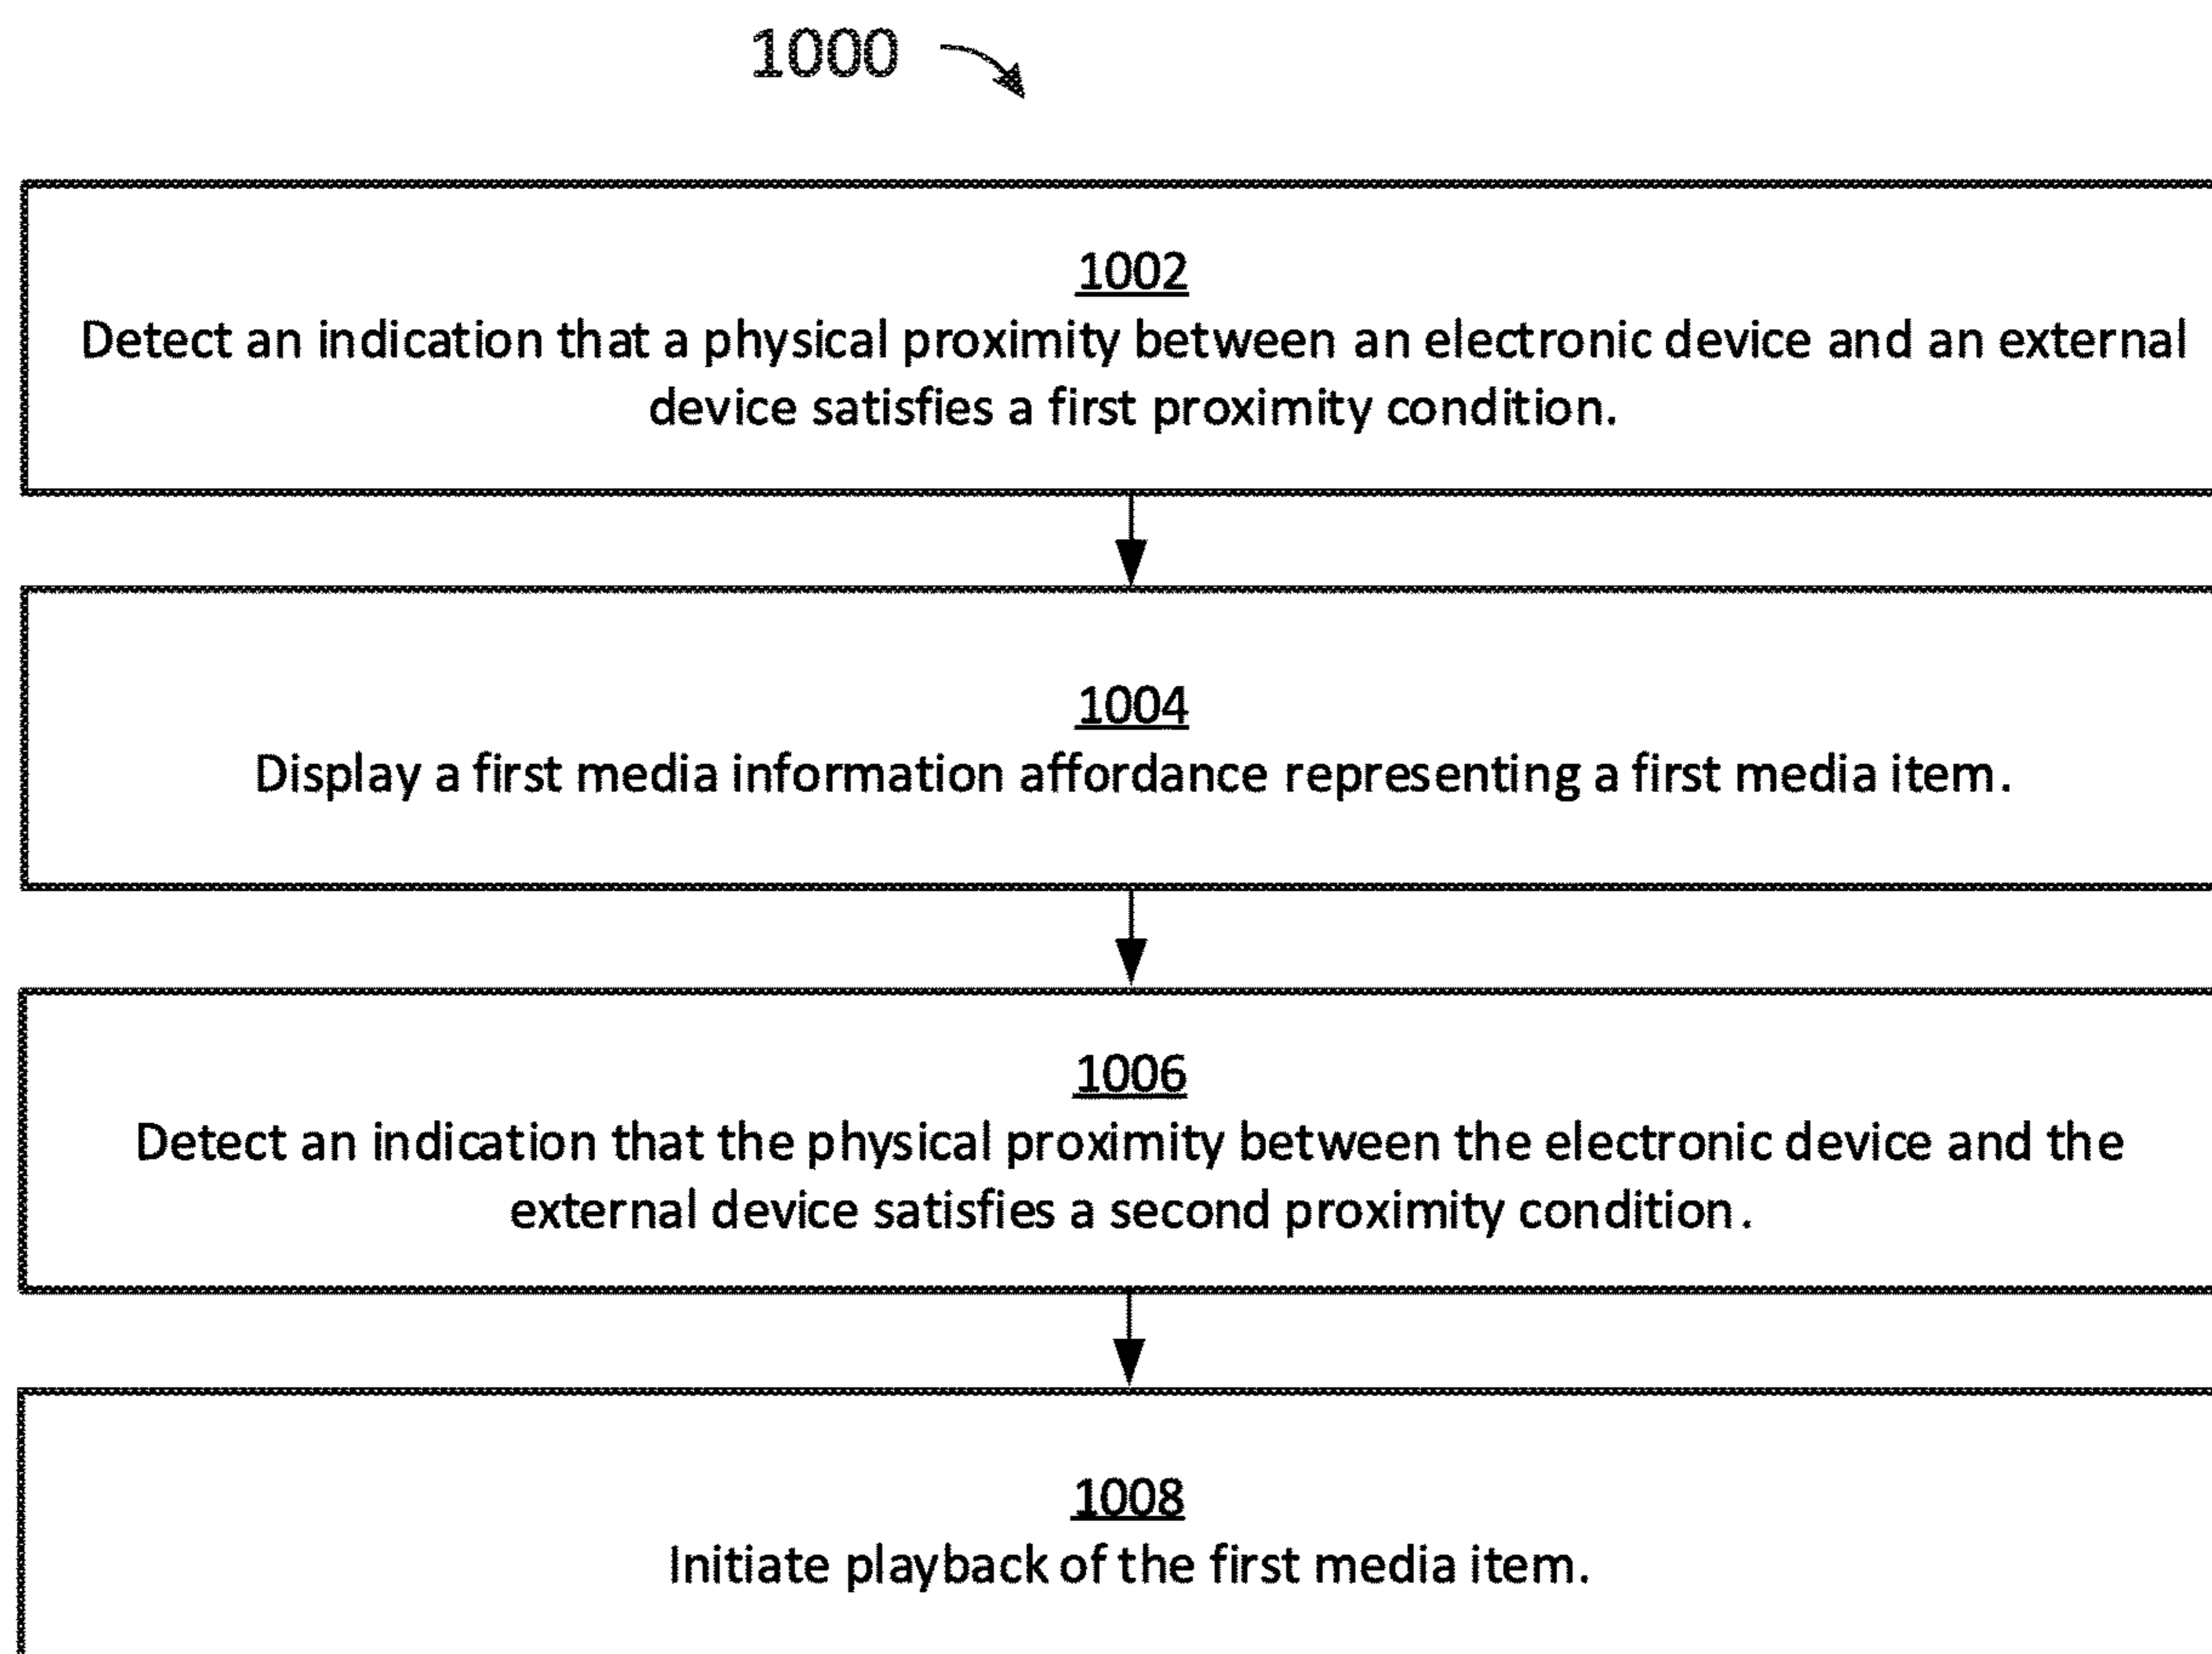 1000
1002
Detect an indication that a physical proximity between an electronic device and an external
device satisfies a first proximity condition.
1004
Display a first media information affordance representing a first media item.
1006
Detect an indication that the physical proximity between the electronic device and the
external device satisfies a second proximity condition.
1008
Initiate playback of the first media item.